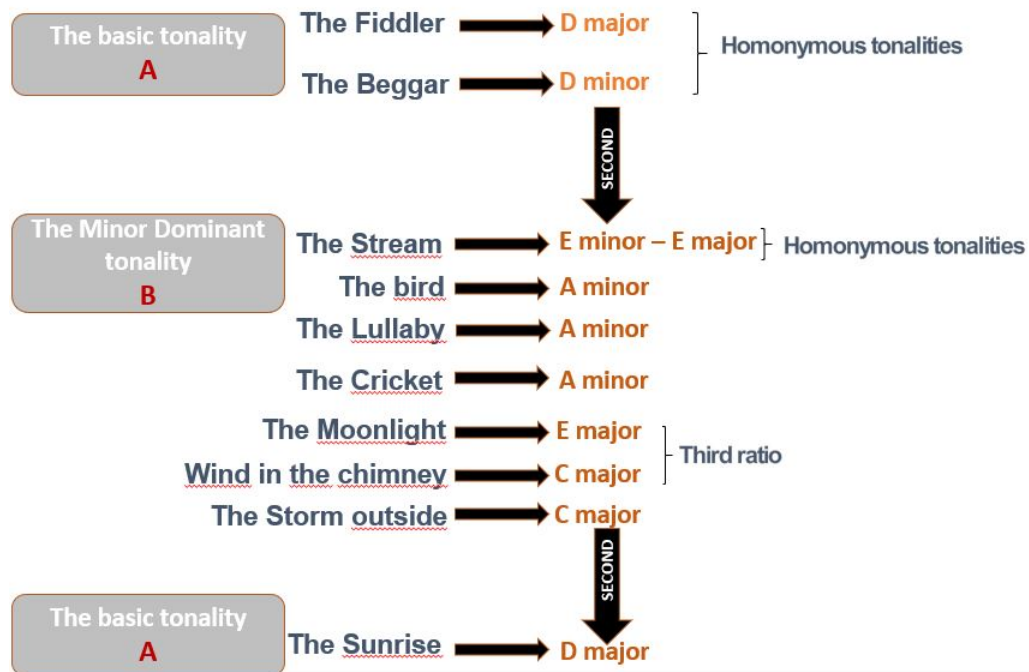 The basic tonality
A
The Fiddler
D major
Homonymous tonalities
The Beggar
D minor
SECOND
The Minor Dominant
tonality
B
The Stream
E minor – E major
Homonymous tonalities
The bird
A minor
The Lullaby
A minor
The Cricket
A minor
The Moonlight
E major
Third ratio
Wind in the chimney
C major
The Storm outside
C major
SECOND
The basic tonality
A
The Sunrise
D major